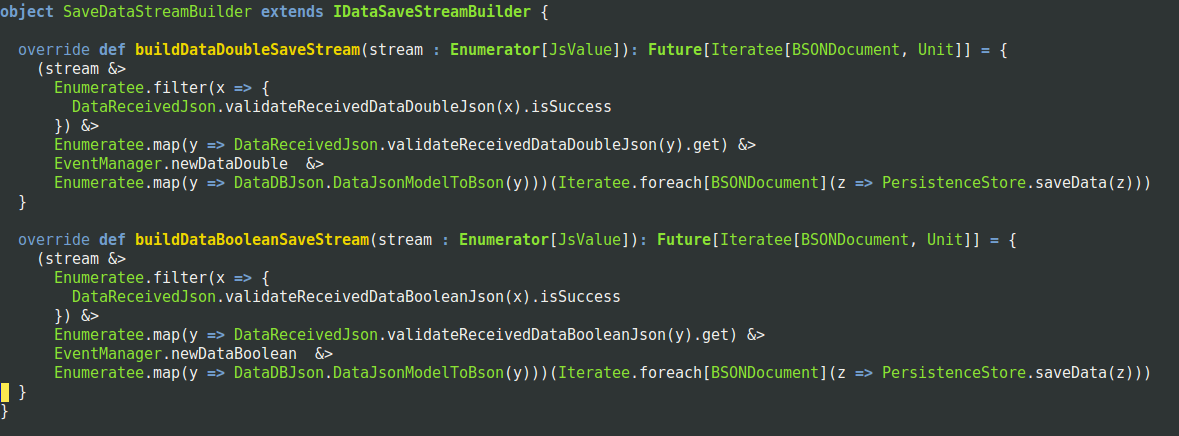 object SaveDataStreamBuilder extends IDataSaveStreamBuilder {
  override def buildDataDoubleSaveStream(stream : Enumerator[JsValue]): Future[Iteratee[BSONDocument, Unit]] = {
    (stream &>
      Enumeratee.filter(x => {
        DataReceivedJson.validateReceivedDataDoubleJson(x).isSuccess
      }) &>
      Enumeratee.map(y => DataReceivedJson.validateReceivedDataDoubleJson(y).get) &>
      EventManager.newDataDouble  &>
      Enumeratee.map(y => DataDBJson.DataJsonModelToBson(y)))(Iteratee.foreach[BSONDocument](z => PersistenceStore.saveData(z)))
  }
  override def buildDataBooleanSaveStream(stream : Enumerator[JsValue]): Future[Iteratee[BSONDocument, Unit]] = {
    (stream &>
      Enumeratee.filter(x => {
        DataReceivedJson.validateReceivedDataBooleanJson(x).isSuccess
      }) &>
      Enumeratee.map(y => DataReceivedJson.validateReceivedDataBooleanJson(y).get) &>
      EventManager.newDataBoolean  &>
      Enumeratee.map(y => DataDBJson.DataJsonModelToBson(y)))(Iteratee.foreach[BSONDocument](z => PersistenceStore.saveData(z)))
  }
}